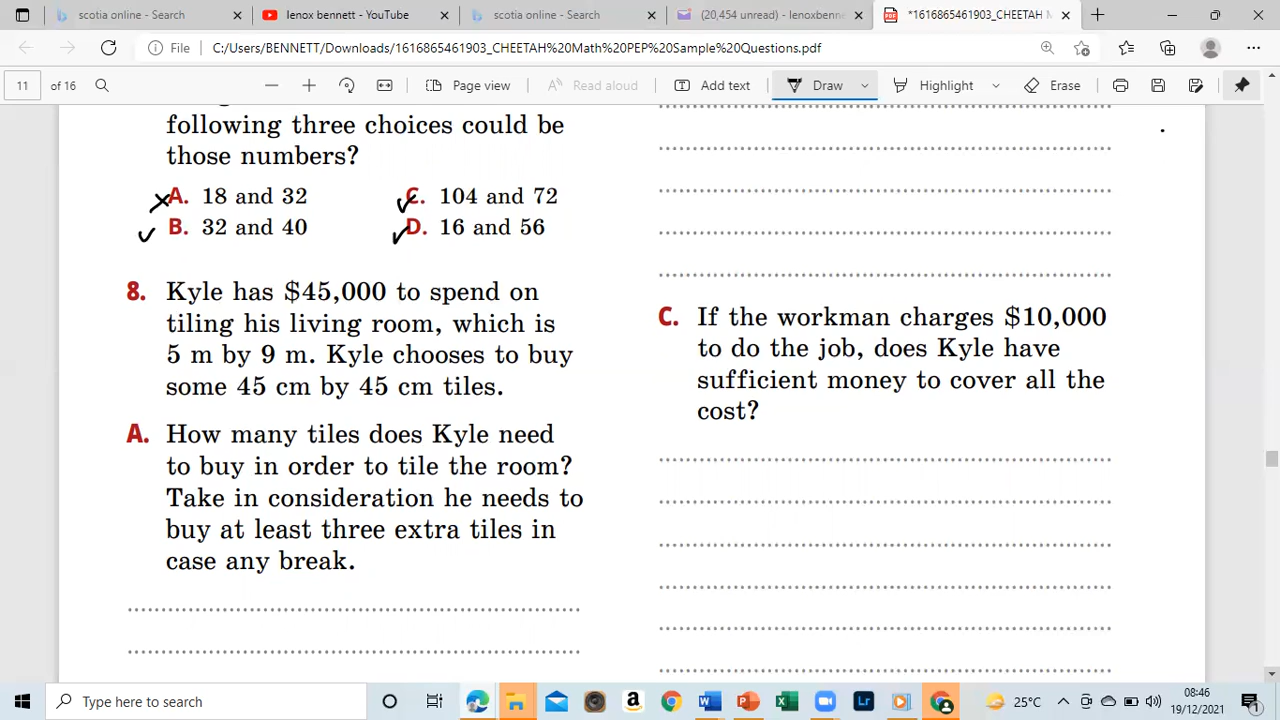 scotia online - Search
lenox bennett - YouTube
scotia online - Search
(20,454 unread) - lenoxbenne
*1616865461903_CHEETAH M
File
C:/Users/BENNETT/Downloads/1616865461903_CHEETAH%20Math%20PEP%20Sample%20Questions.pdf
11 of 16
Page view
Read aloud
Add text
Draw
Highlight
Erase
following three choices could be
those numbers?
A. 18 and 32
C. 104 and 72
B. 32 and 40
D. 16 and 56
8. Kyle has $45,000 to spend on
tiling his living room, which is
5 m by 9 m. Kyle chooses to buy
some 45 cm by 45 cm tiles.
A. How many tiles does Kyle need
to buy in order to tile the room?
Take in consideration he needs to
buy at least three extra tiles in
case any break.
C. If the workman charges $10,000
to do the job, does Kyle have
sufficient money to cover all the
cost?
Type here to search
25°C
08:46
19/12/2021